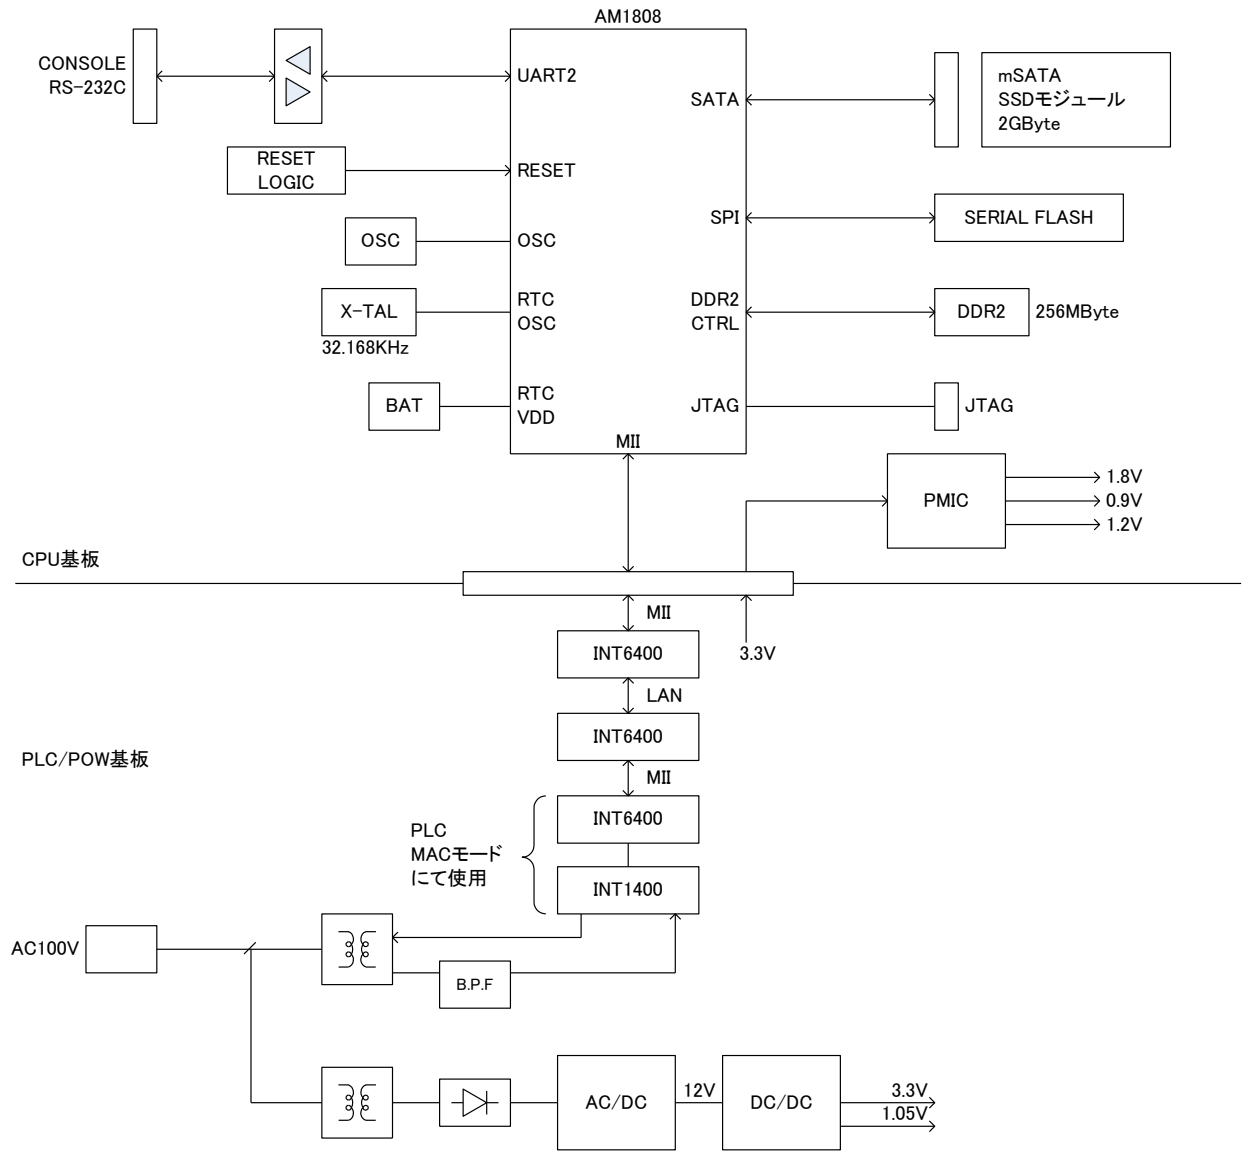 AM1808
CONSOLE
RS-232C
UART2
SATA
mSATA
SSDモジュール
2GByte
RESET
LOGIC
RESET
SPI
SERIAL FLASH
OSC
OSC
X-TAL
32.168KHz
RTC
OSC
DDR2
CTRL
DDR2
256MByte
BAT
RTC
VDD
JTAG
JTAG
MII
PMIC
1.8V
0.9V
1.2V
CPU基板
MII
3.3V
INT6400
LAN
INT6400
PLC/POW基板
MII
INT6400
PLC
MACモード
にて使用
INT1400
AC100V
B.P.F
AC/DC
12V
DC/DC
3.3V
1.05V